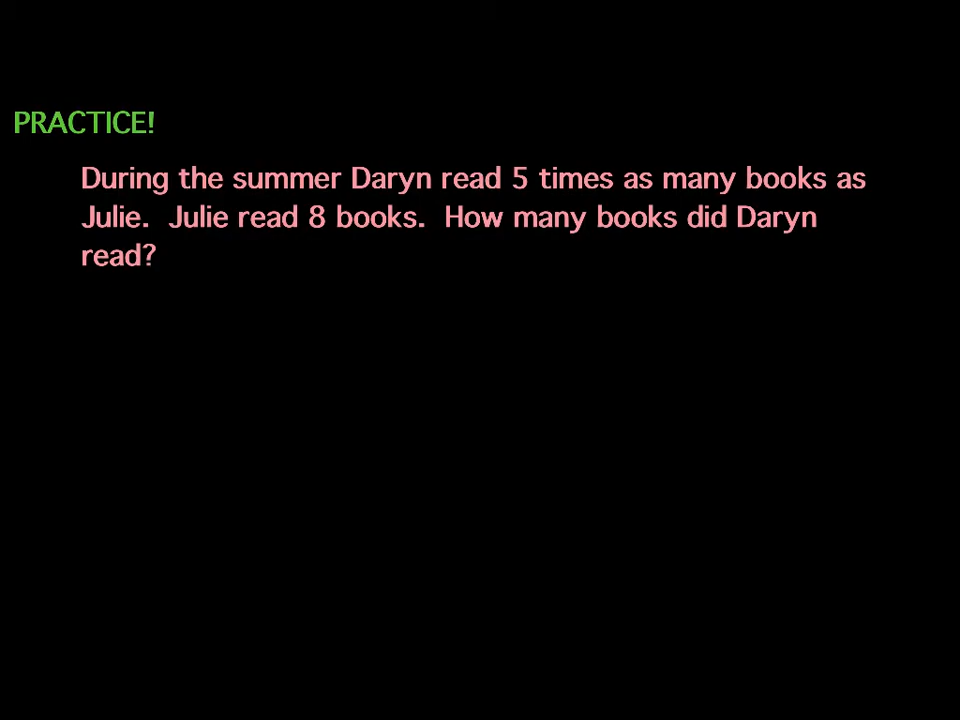 PRACTICE!
During the summer Daryn read 5 times as many books as
Julie.  Julie read 8 books.  How many books did Daryn
read?